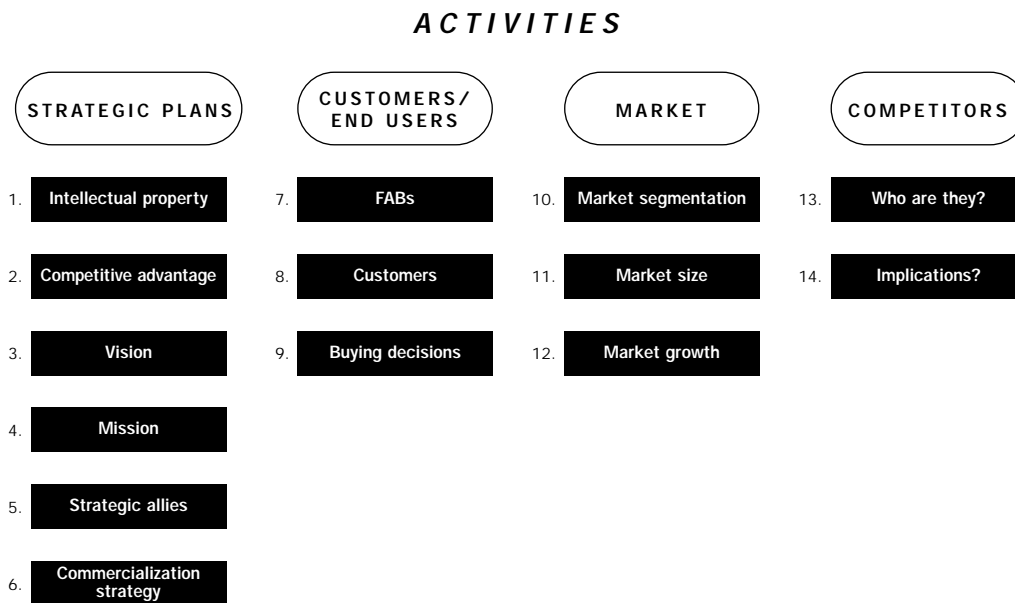 ACTIVITIES
STRATEGIC PLANS
1. Intellectual property
2. Competitive advantage
3. Vision
4. Mission
5. Strategic allies
6. Commercialization
strategy
CUSTOMERS/
END USERS
7. FABs
8. Customers
9. Buying decisions
MARKET
10. Market segmentation
11. Market size
12. Market growth
COMPETITORS
13. Who are they?
14. Implications?